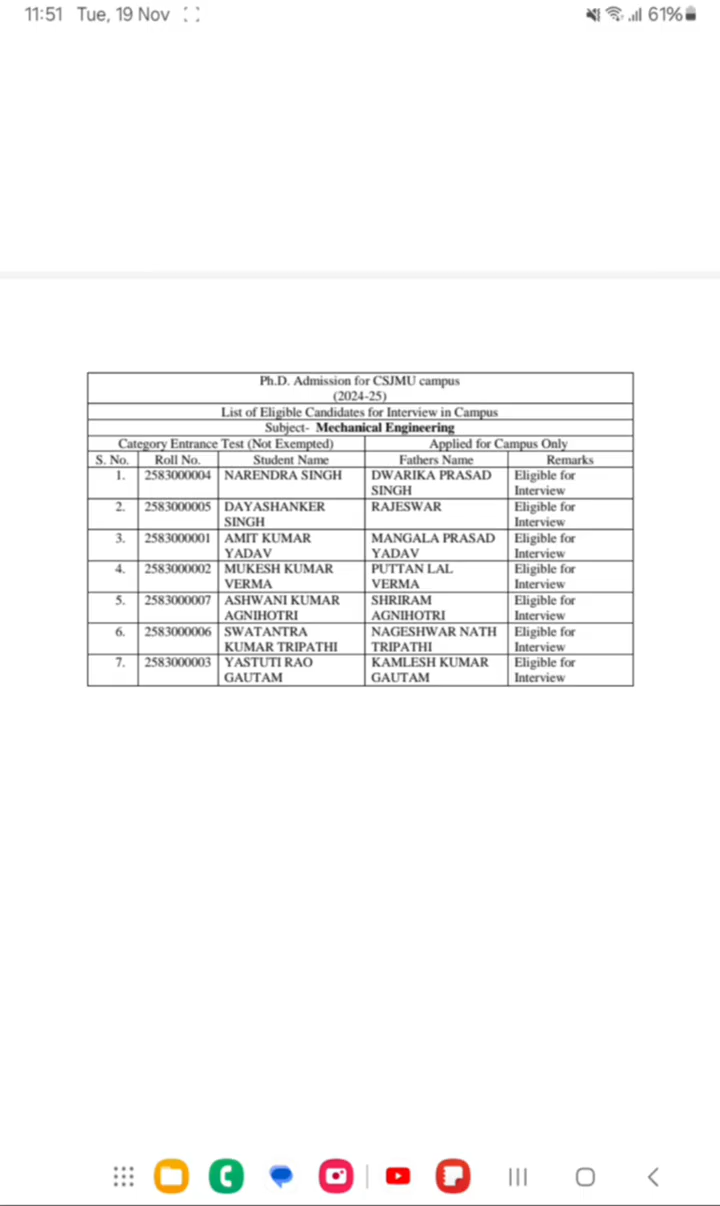 11:51 Tue, 19 Nov
61%
Ph.D. Admission for CSJMU campus
(2024-25)
List of Eligible Candidates for Interview in Campus
Subject- Mechanical Engineering
Category Entrance Test (Not Exempted) Applied for Campus Only
S. No. Roll No. Student Name Fathers Name Remarks
1. 2583000004 NARENDRA SINGH DWARIKA PRASAD Eligible for
SINGH Interview
2. 2583000005 DAYASHANKER RAJESWAR Eligible for
SINGH Interview
3. 2583000001 AMIT KUMAR MANGALA PRASAD Eligible for
YADAV YADAV Interview
4. 2583000002 MUKESH KUMAR PUTTAN LAL Eligible for
VERMA VERMA Interview
5. 2583000007 ASHWANI KUMAR SHRIRAM Eligible for
AGNIHOTRI AGNIHOTRI Interview
6. 2583000006 SWATANTRA NAGESHWAR NATH Eligible for
KUMAR TRIPATHI TRIPATHI Interview
7. 2583000003 YASTUTI RAO KAMLESH KUMAR Eligible for
GAUTAM GAUTAM Interview